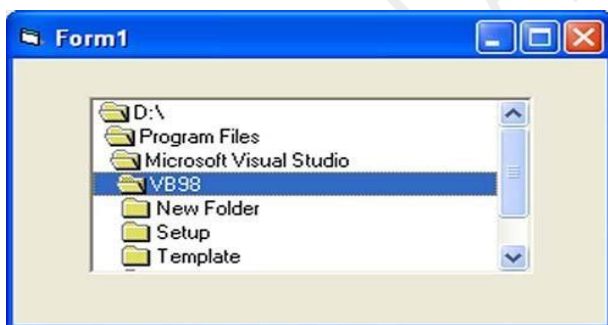 Form1
D:\
Program Files
Microsoft Visual Studio
VB98
New Folder
Setup
Template